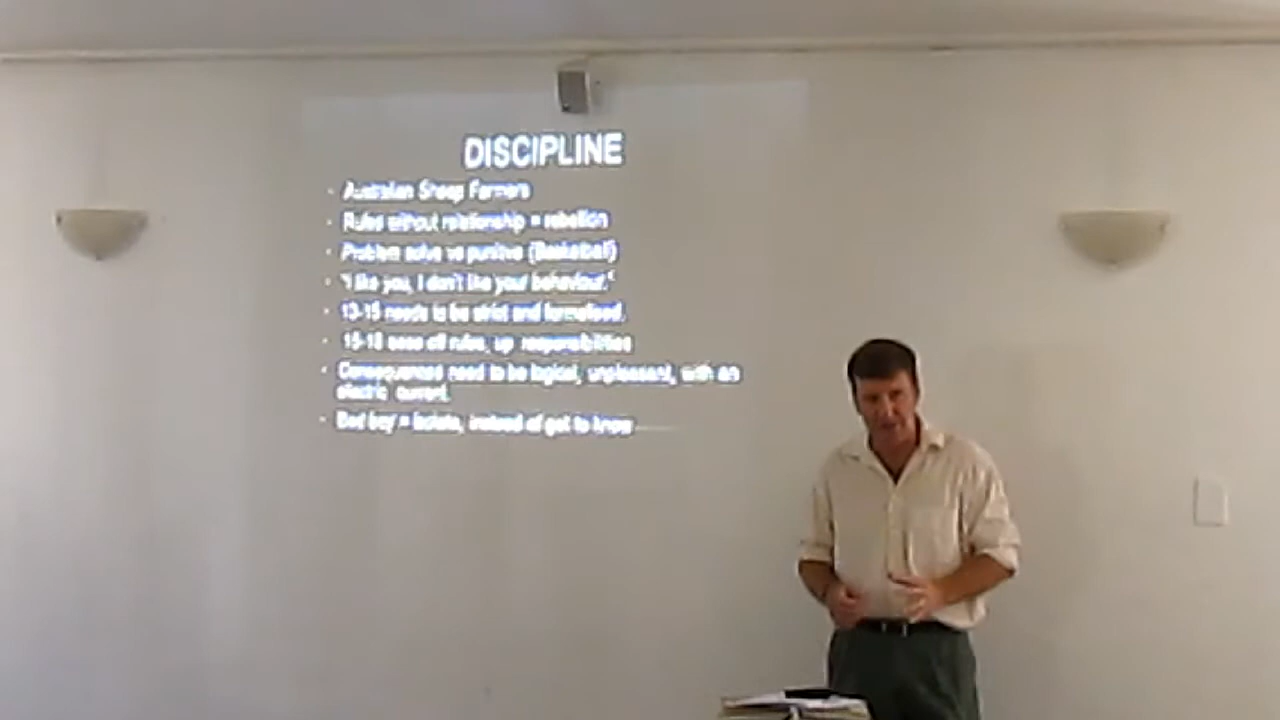 DISCIPLINE
· Australian Sheep Farmers
· Rules without relationship = rebellion
· Problem solve vs punitive (Basketball)
· "I like you, I don't like your behaviour."
· 13-15 needs to be strict and formalised.
· 15-18 ease off rules, up responsibilities
· Consequences need to be logical, unpleasant, with an
electric current.
· Bad boy = isolate, instead of get to know